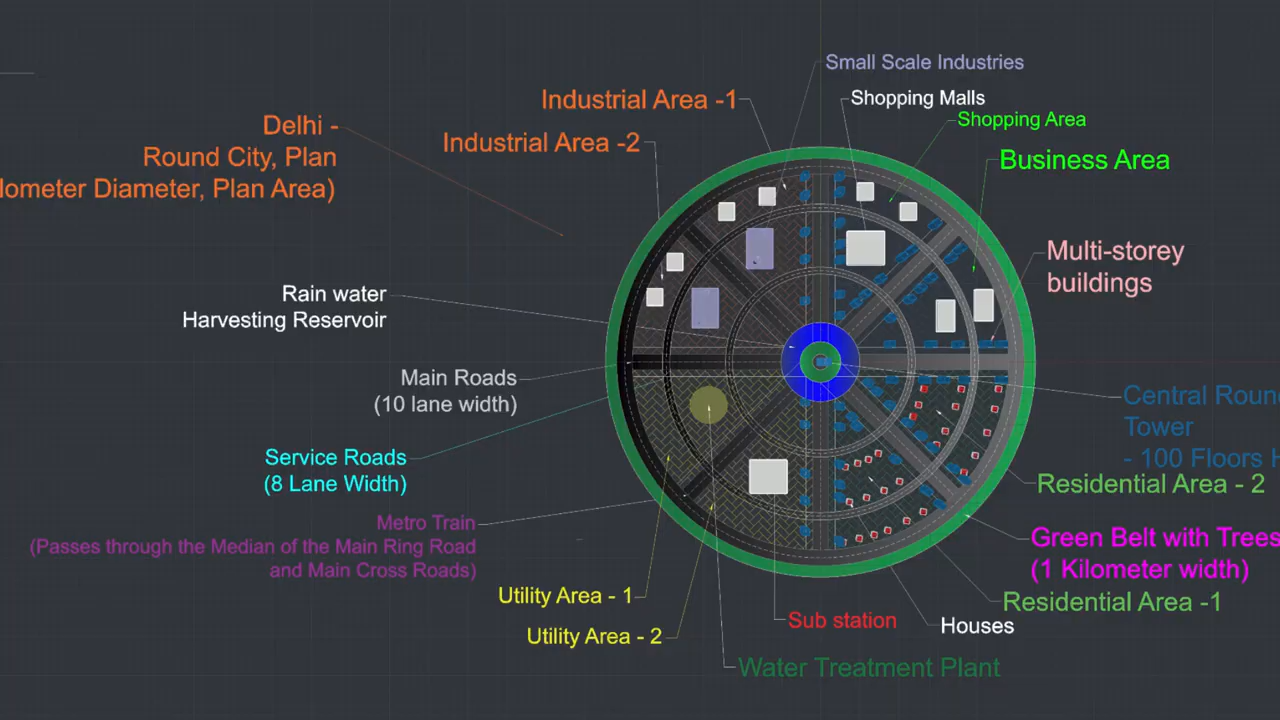 Small Scale Industries
Industrial Area -1
Shopping Malls
Shopping Area
Delhi -
Round City, Plan
Diameter, Plan Area)
Industrial Area -2
Business Area
Multi-storey
buildings
Rain water
Harvesting Reservoir
Main Roads
(10 lane width)
Central
Tower
- 100 Floors
Service Roads
(8 Lane Width)
Residential Area - 2
Metro Train
(Passes through the Median of the Main Ring Road
and Main Cross Roads)
Green Belt with Trees
(1 Kilometer width)
Utility Area - 1
Residential Area -1
Sub station
Houses
Utility Area - 2
Water Treatment Plant